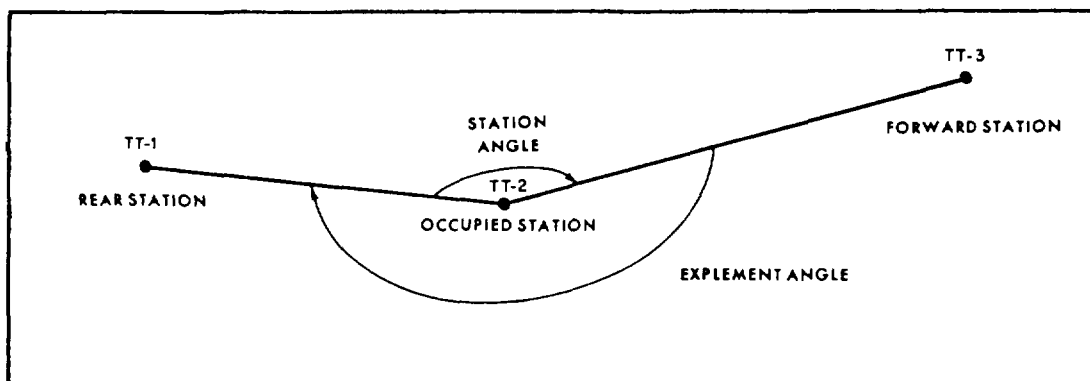 TT-3
STATION
ANGLE
FORWARD STATION
TT-1
TT-2
REAR STATION
OCCUPIED STATION
EXPLEMENT ANGLE